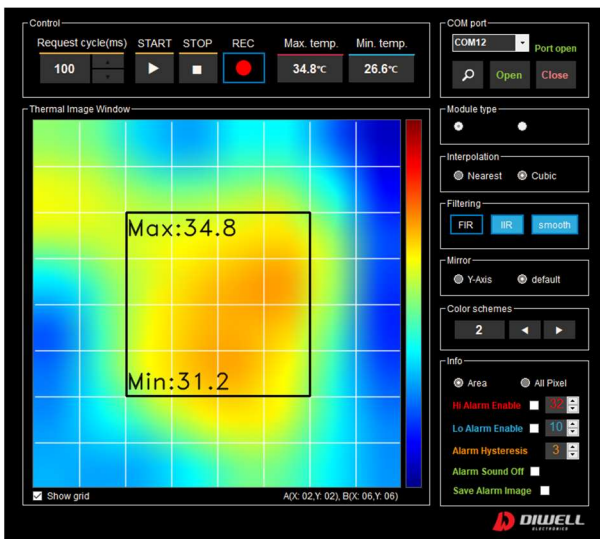 Control
Request cycle(ms) START STOP REC Max. temp. Min. temp.
100 34.8℃ 26.6℃
COM port
COM12 Port open
Open Close
Thermal Image Window
Max:34.8
Min:31.2
Show grid A(X: 02,Y: 02), B(X: 06,Y: 06)
Module type
Interpolation
Nearest Cubic
Filtering
FIR IIR smooth
Mirror
Y-Axis default
Color schemes
2
Info
Area All Pixel
Hi Alarm Enable 32
Lo Alarm Enable 10
Alarm Hysteresis 3
Alarm Sound Off
Save Alarm Image
DIWELL
ELECTRONICS